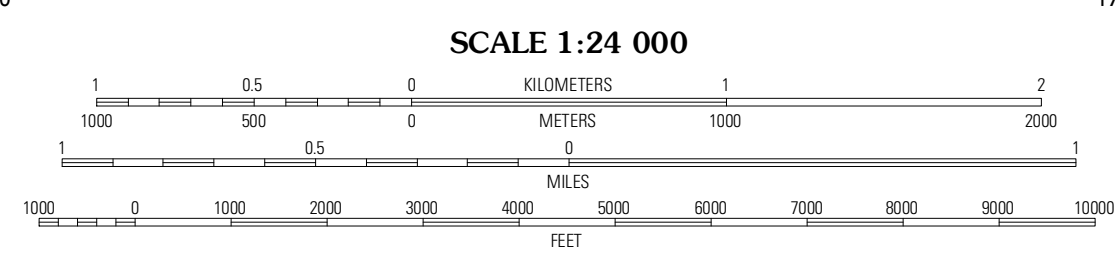 SCALE 1:24 000
1 0.5 0 KILOMETERS 1 2
1000 500 0 METERS 1000 2000
1 0.5 0 1
MILES
1000 0 1000 2000 3000 4000 5000 6000 7000 8000 9000 10000
FEET